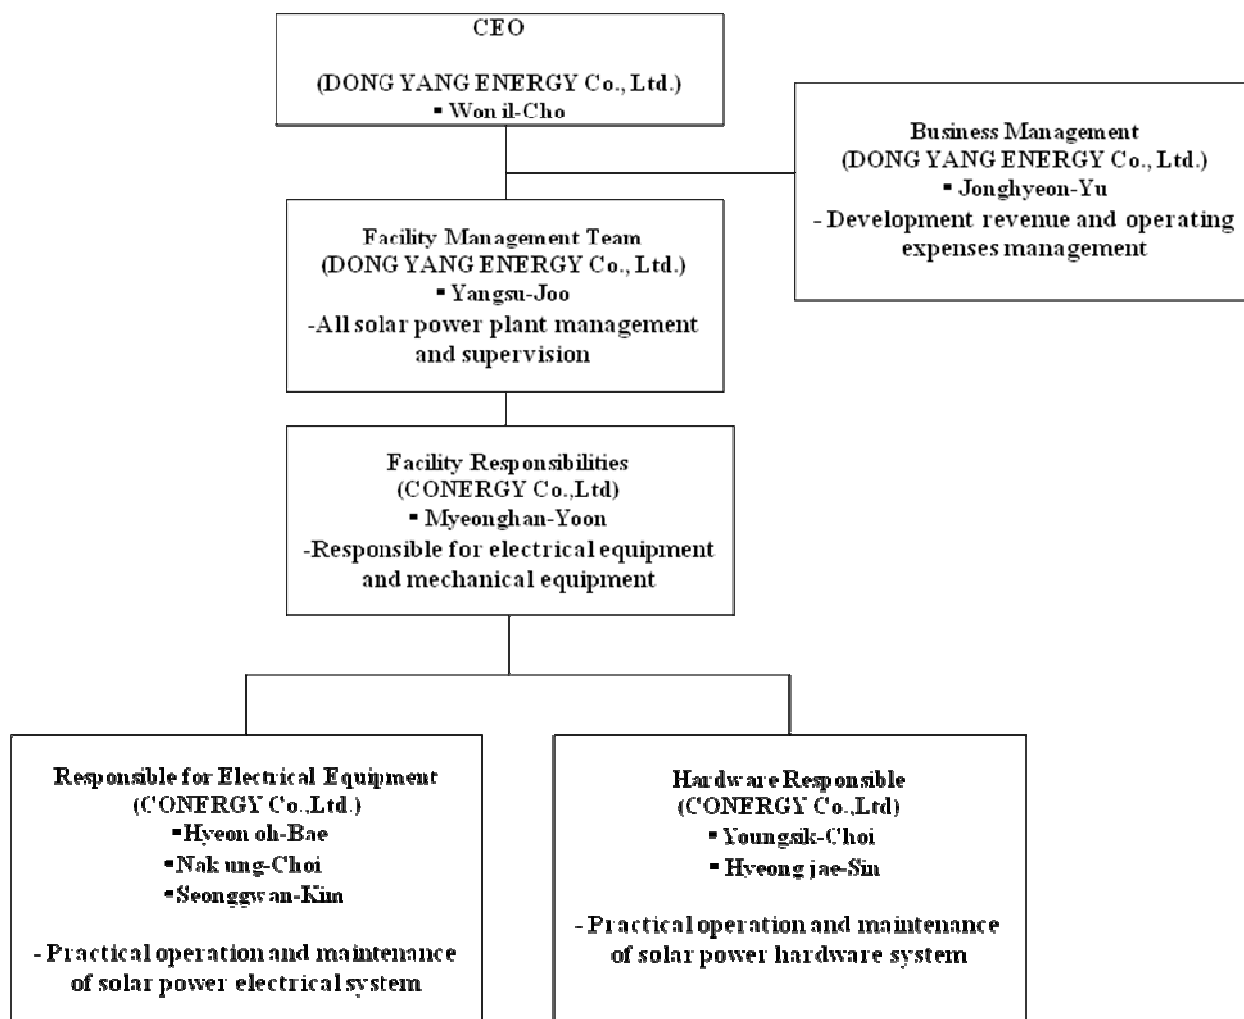 CEO
(DONG YANG ENERGY Co., Ltd.)
▪ Won il-Cho
Business Management
(DONG YANG ENERGY Co., Ltd.)
▪ Jonghyeon-Yu
- Development revenue and operating
expenses management
Facility Management Team
(DONG YANG ENERGY Co., Ltd.)
▪ Yangsu-Joo
-All solar power plant management
and supervision
Facility Responsibilities
(CONERGY Co.,Ltd)
▪ Myeonghan-Yoon
-Responsible for electrical equipment
and mechanical equipment
Responsible for Electrical Equipment
(CONERGY Co.,Ltd.)
▪Hyeon oh-Bae
▪Nak ung-Choi
▪Seonggwan-Kim
- Practical operation and maintenance
of solar power electrical system
Hardware Responsible
(CONERGY Co.,Ltd)
▪ Youngsik-Choi
▪ Hyeong jae-Sin
- Practical operation and maintenance
of solar power hardware system